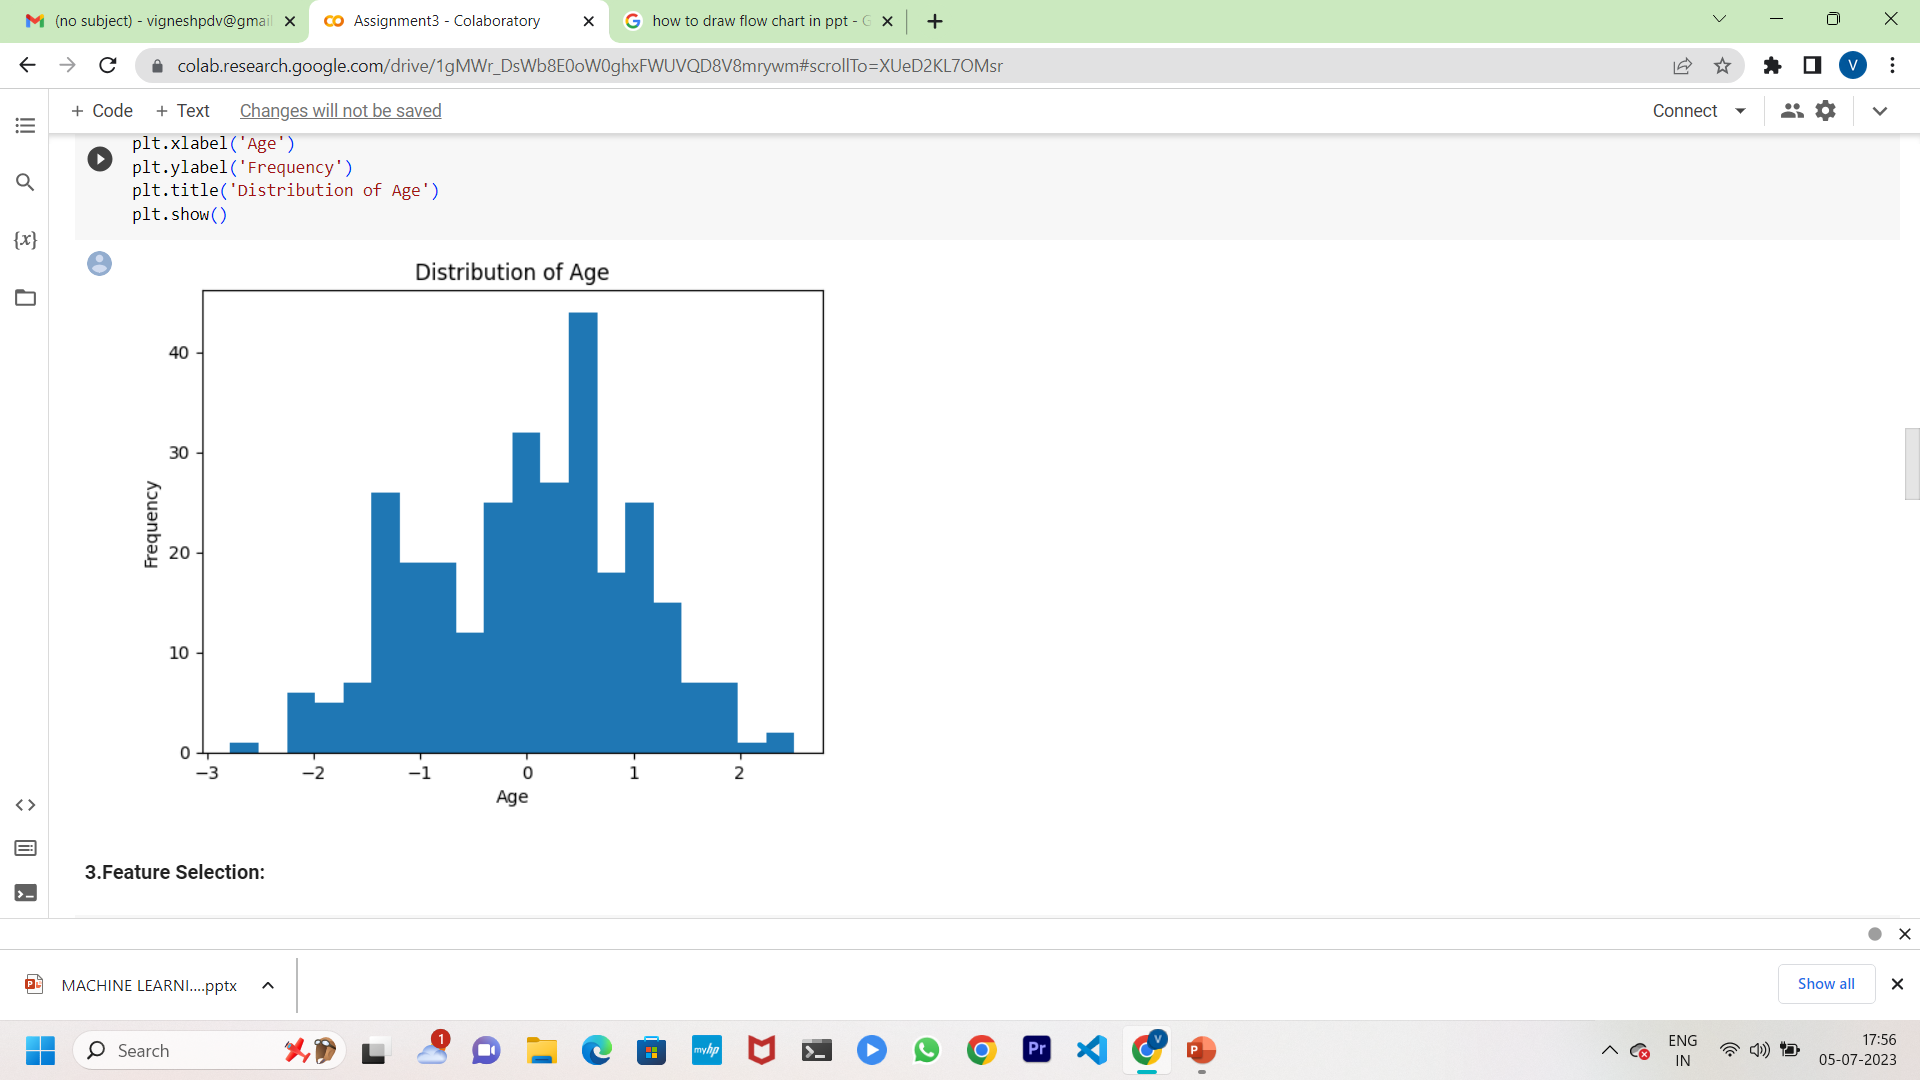 (no subject) - vigneshpdv@gmail
Assignment3 - Colaboratory
how to draw flow chart in ppt - G
colab.research.google.com/drive/1gMWr_DsWb8E0oW0ghxFWUVQD8V8mrywm#scrollTo=XUeD2KL7OMsr
V
+ Code + Text Changes will not be saved
Connect
plt.xlabel('Age')
plt.ylabel('Frequency')
plt.title('Distribution of Age')
plt.show()
{x}
Distribution of Age
40
30
20
10
0
Frequency
−3 −2 −1 0 1 2
Age
3.Feature Selection:
MACHINE LEARNI....pptx
Show all
Search
1
myhp
Pr
V
P
ENG
IN
17:56
05-07-2023